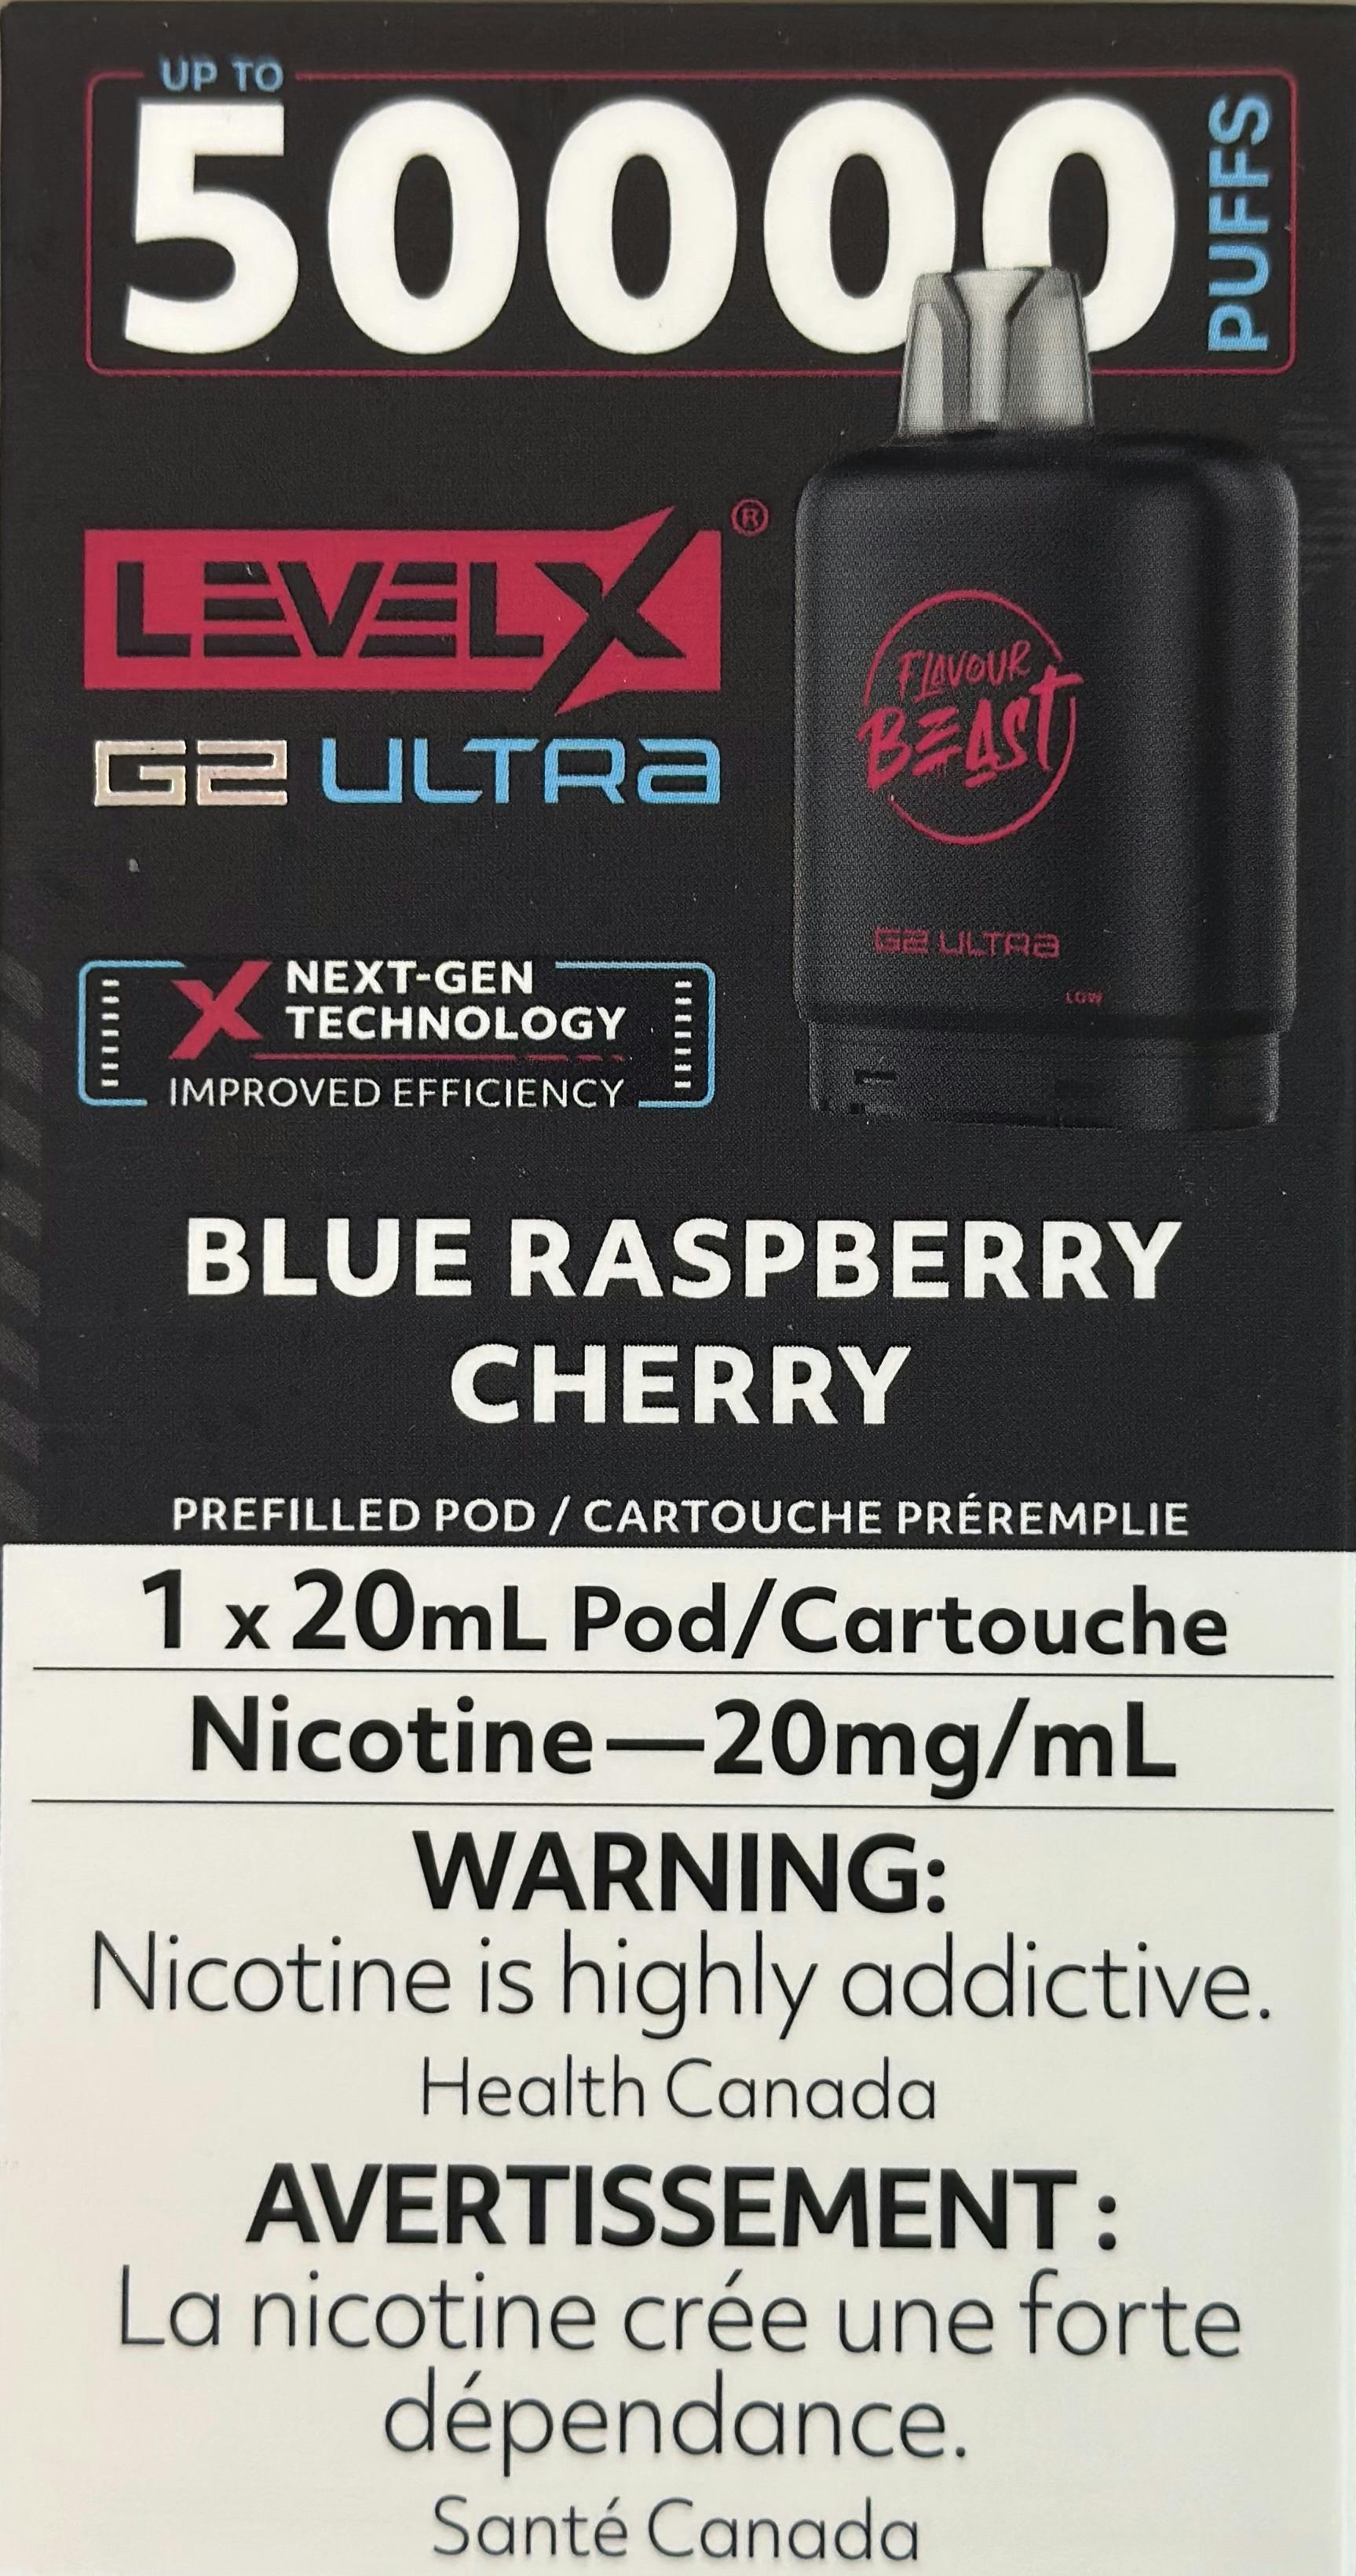 UP TO
50000
PUFFS
LEVELX®
G2 ULTRA
FLAVOUR
BEAST
G2 ULTRA
LOW
X NEXT-GEN
TECHNOLOGY
IMPROVED EFFICIENCY
BLUE RASPBERRY
CHERRY
PREFILLED POD / CARTOUCHE PRÉREMPLIE
1 x 20mL Pod/Cartouche
Nicotine—20mg/mL
WARNING:
Nicotine is highly addictive.
Health Canada
AVERTISSEMENT :
La nicotine crée une forte
dépendance.
Santé Canada